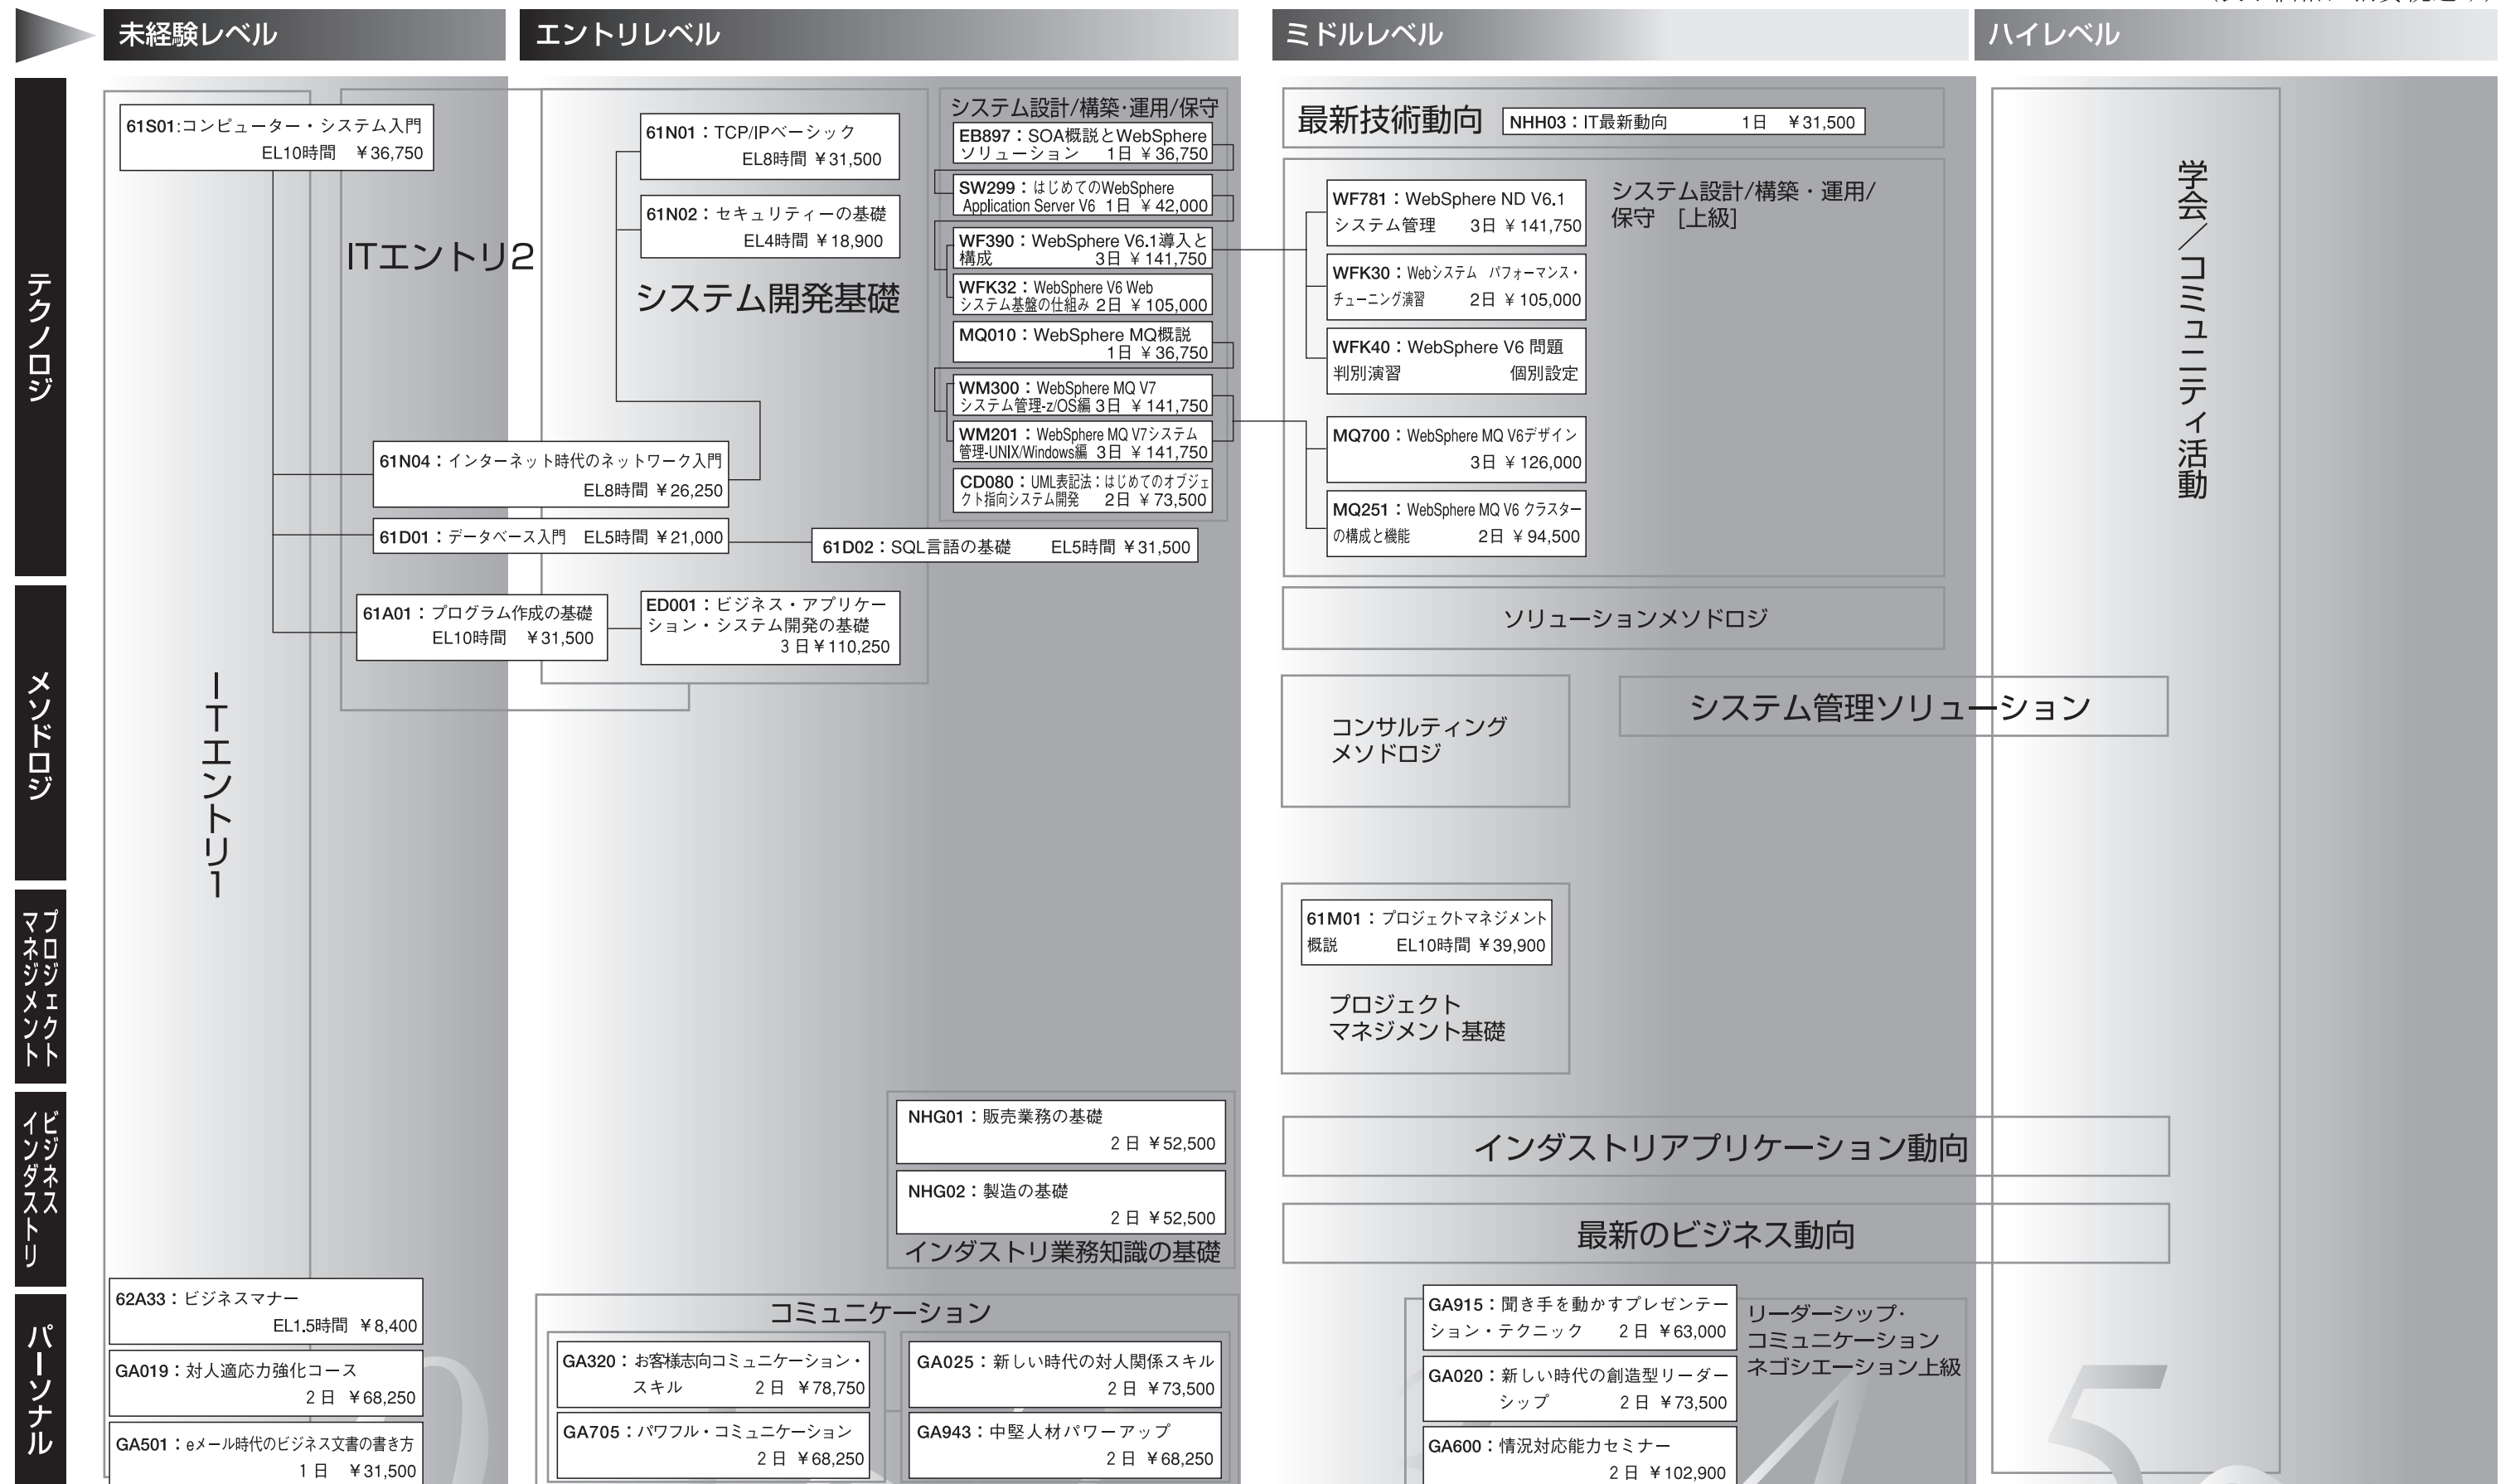 未経験レベル
エントリレベル
ミドルレベル
ハイレベル
テクノロジ
メソドロジ
プロジェクト
マネジメント
ビジネス
インダストリ
パーソナル
61S01:コンピューター・システム入門
EL10時間 ¥36,750
ITエントリ2
ITエントリ1
61N01：TCP/IPベーシック
EL8時間 ¥31,500
61N02：セキュリティーの基礎
EL4時間 ¥18,900
システム開発基礎
61N04：インターネット時代のネットワーク入門
EL8時間 ¥26,250
61D01：データベース入門 EL5時間 ¥21,000
61D02：SQL言語の基礎 EL5時間 ¥31,500
61A01：プログラム作成の基礎
EL10時間 ¥31,500
ED001：ビジネス・アプリケー
ション・システム開発の基礎
3日¥110,250
システム設計/構築･運用/保守
EB897：SOA概説とWebSphere
ソリューション 1日 ¥36,750
SW299：はじめてのWebSphere
Application Server V6 1日 ¥42,000
WF390：WebSphere V6.1導入と
構成 3日 ¥141,750
WFK32：WebSphere V6 Web
システム基盤の仕組み 2日 ¥105,000
MQ010：WebSphere MQ概説
1日 ¥36,750
WM300：WebSphere MQ V7
システム管理-z/OS編 3日 ¥141,750
WM201：WebSphere MQ V7システム
管理-UNIX/Windows編 3日 ¥141,750
CD080：UML表記法：はじめてのオブジェ
クト指向システム開発 2日 ¥73,500
最新技術動向
NHH03：IT最新動向 1日 ¥31,500
システム設計/構築・運用/
保守 [上級]
WF781：WebSphere ND V6.1
システム管理 3日 ¥141,750
WFK30：Webシステム パフォーマンス・
チューニング演習 2日 ¥105,000
WFK40：WebSphere V6 問題
判別演習 個別設定
MQ700：WebSphere MQ V6デザイン
3日 ¥126,000
MQ251：WebSphere MQ V6 クラスター
の構成と機能 2日 ¥94,500
学会／コミュニティ活動
ソリューションメソドロジ
コンサルティング
メソドロジ
システム管理ソリューション
61M01：プロジェクトマネジメント
概説 EL10時間 ¥39,900
プロジェクト
マネジメント基礎
NHG01：販売業務の基礎
2日 ¥52,500
NHG02：製造の基礎
2日 ¥52,500
インダストリ業務知識の基礎
インダストリアプリケーション動向
最新のビジネス動向
62A33：ビジネスマナー
EL1.5時間 ¥8,400
GA019：対人適応力強化コース
2日 ¥68,250
GA501：eメール時代のビジネス文書の書き方
1日 ¥31,500
コミュニケーション
GA320：お客様志向コミュニケーション・
スキル 2日 ¥78,750
GA705：パワフル・コミュニケーション
2日 ¥68,250
GA025：新しい時代の対人関係スキル
2日 ¥73,500
GA943：中堅人材パワーアップ
2日 ¥68,250
GA915：聞き手を動かすプレゼンテー
ション・テクニック 2日 ¥63,000
GA020：新しい時代の創造型リーダー
シップ 2日 ¥73,500
GA600：情況対応能力セミナー
2日 ¥102,900
リーダーシップ･
コミュニケーション
ネゴシエーション上級
4
5